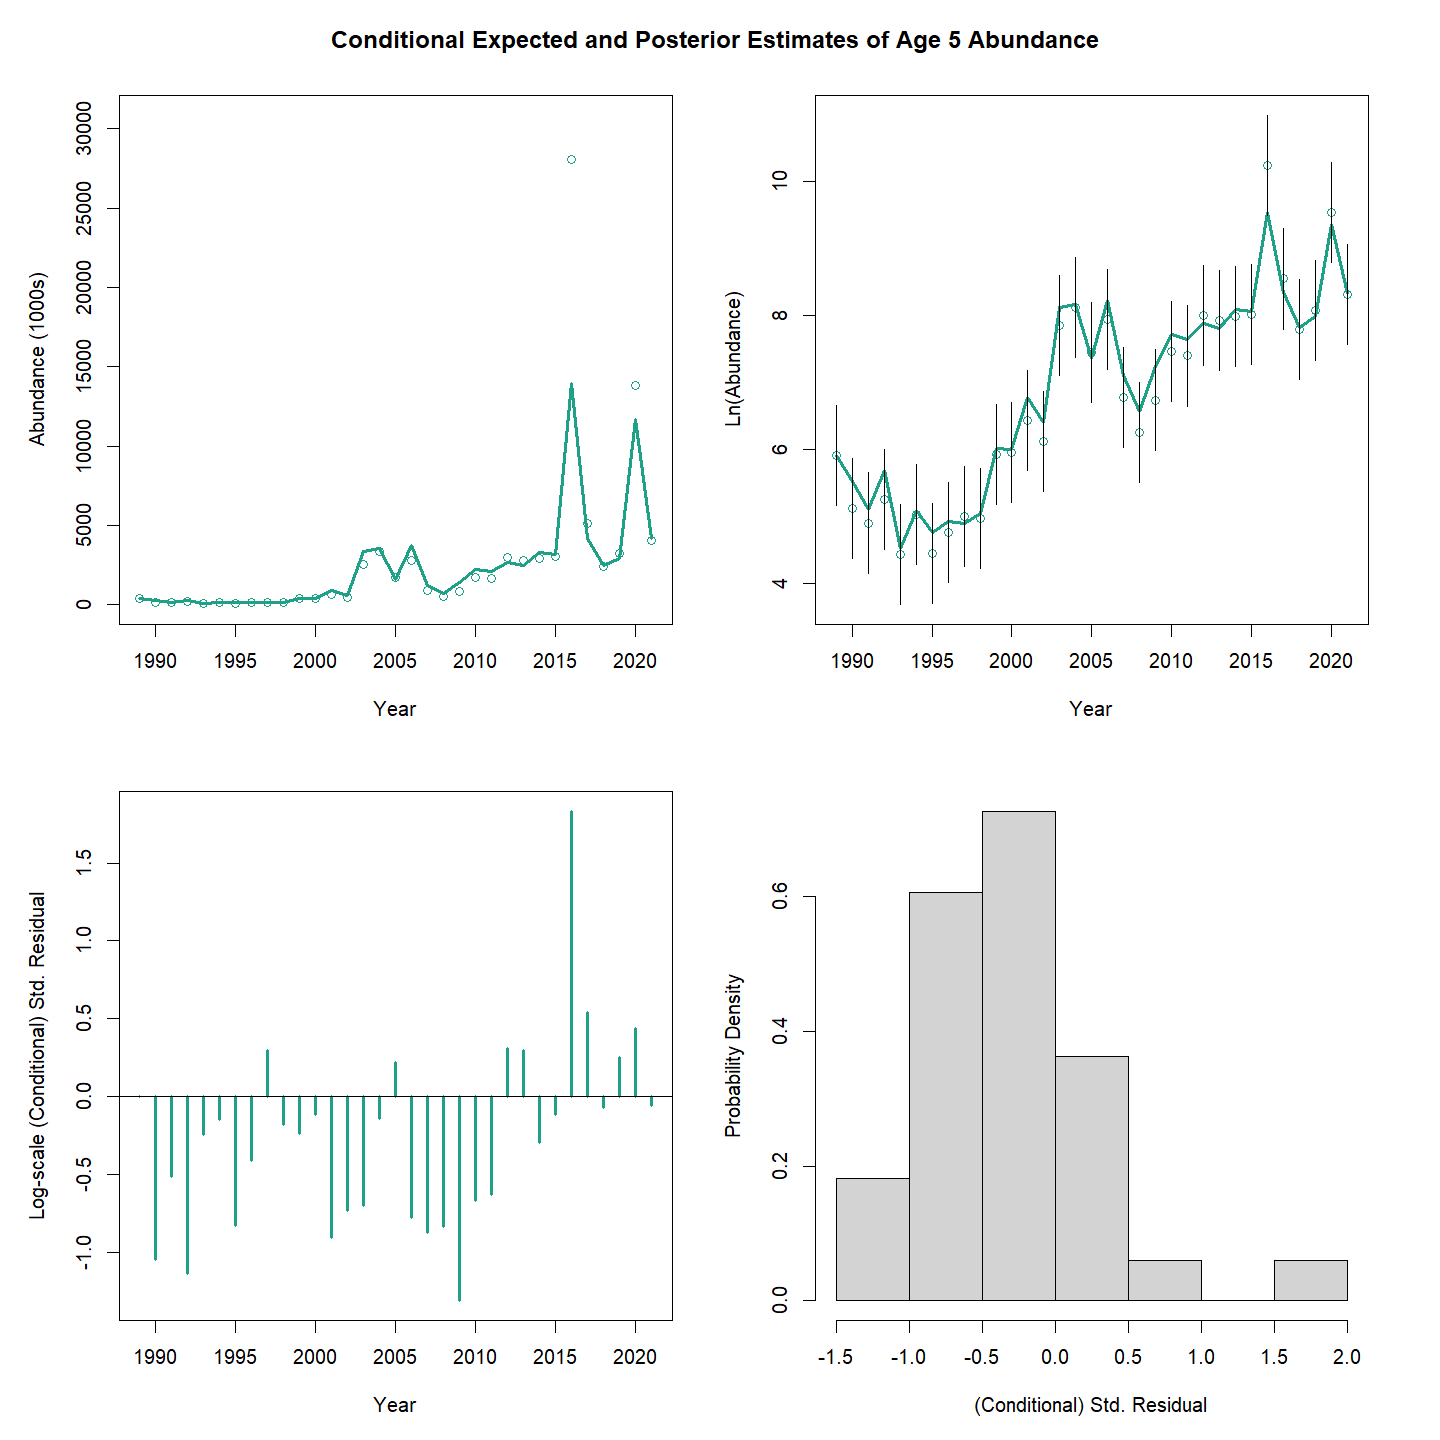 Conditional Expected and Posterior Estimates of Age 5 Abundance
Abundance (1000s)
30000
25000
20000
15000
10000
5000
0
1990 1995 2000 2005 2010 2015 2020
Year
Ln(Abundance)
10
8
6
4
1990 1995 2000 2005 2010 2015 2020
Year
Log-scale (Conditional) Std. Residual
1.5
1.0
0.5
0.0
-0.5
-1.0
1990 1995 2000 2005 2010 2015 2020
Year
Probability Density
0.6
0.4
0.2
0.0
-1.5 -1.0 -0.5 0.0 0.5 1.0 1.5 2.0
(Conditional) Std. Residual